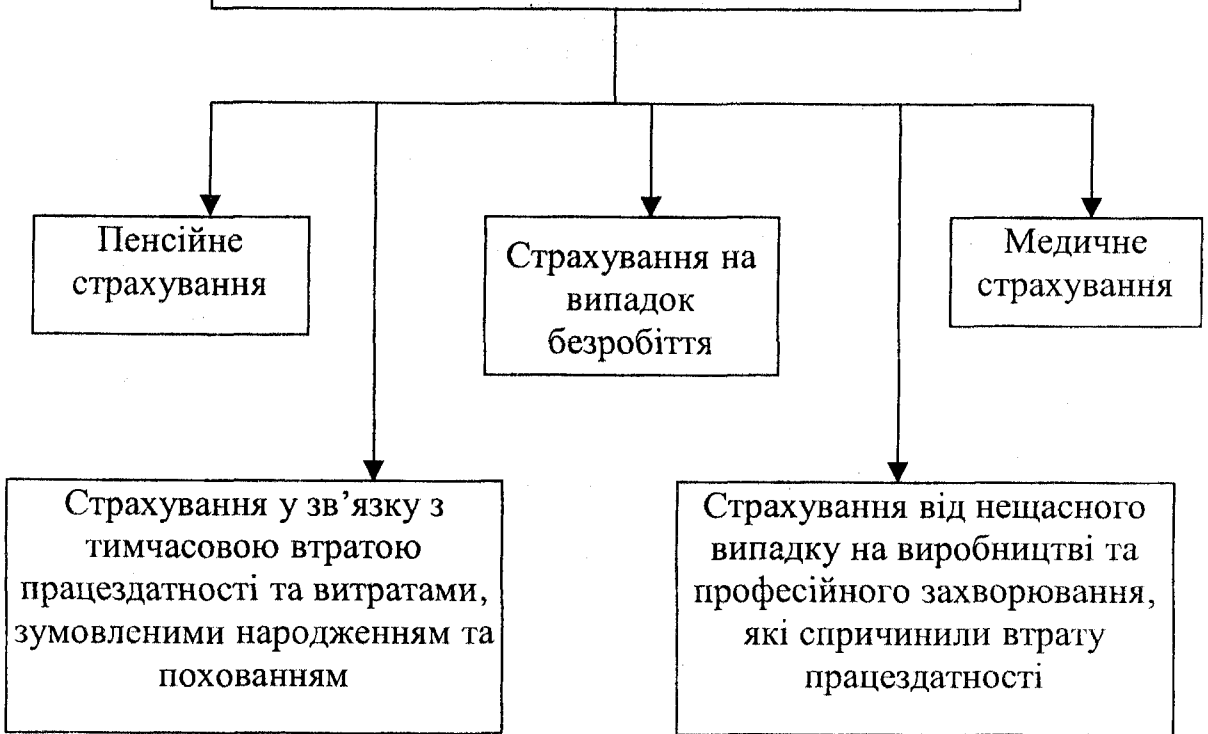 Пенсійне
страхування
Страхування на
випадок
безробіття
Медичне
страхування
Страхування у зв’язку з
тимчасовою втратою
працездатності та витратами,
зумовленими народженням та
похованням
Страхування від нещасного
випадку на виробництві та
професійного захворювання,
які спричинили втрату
працездатності